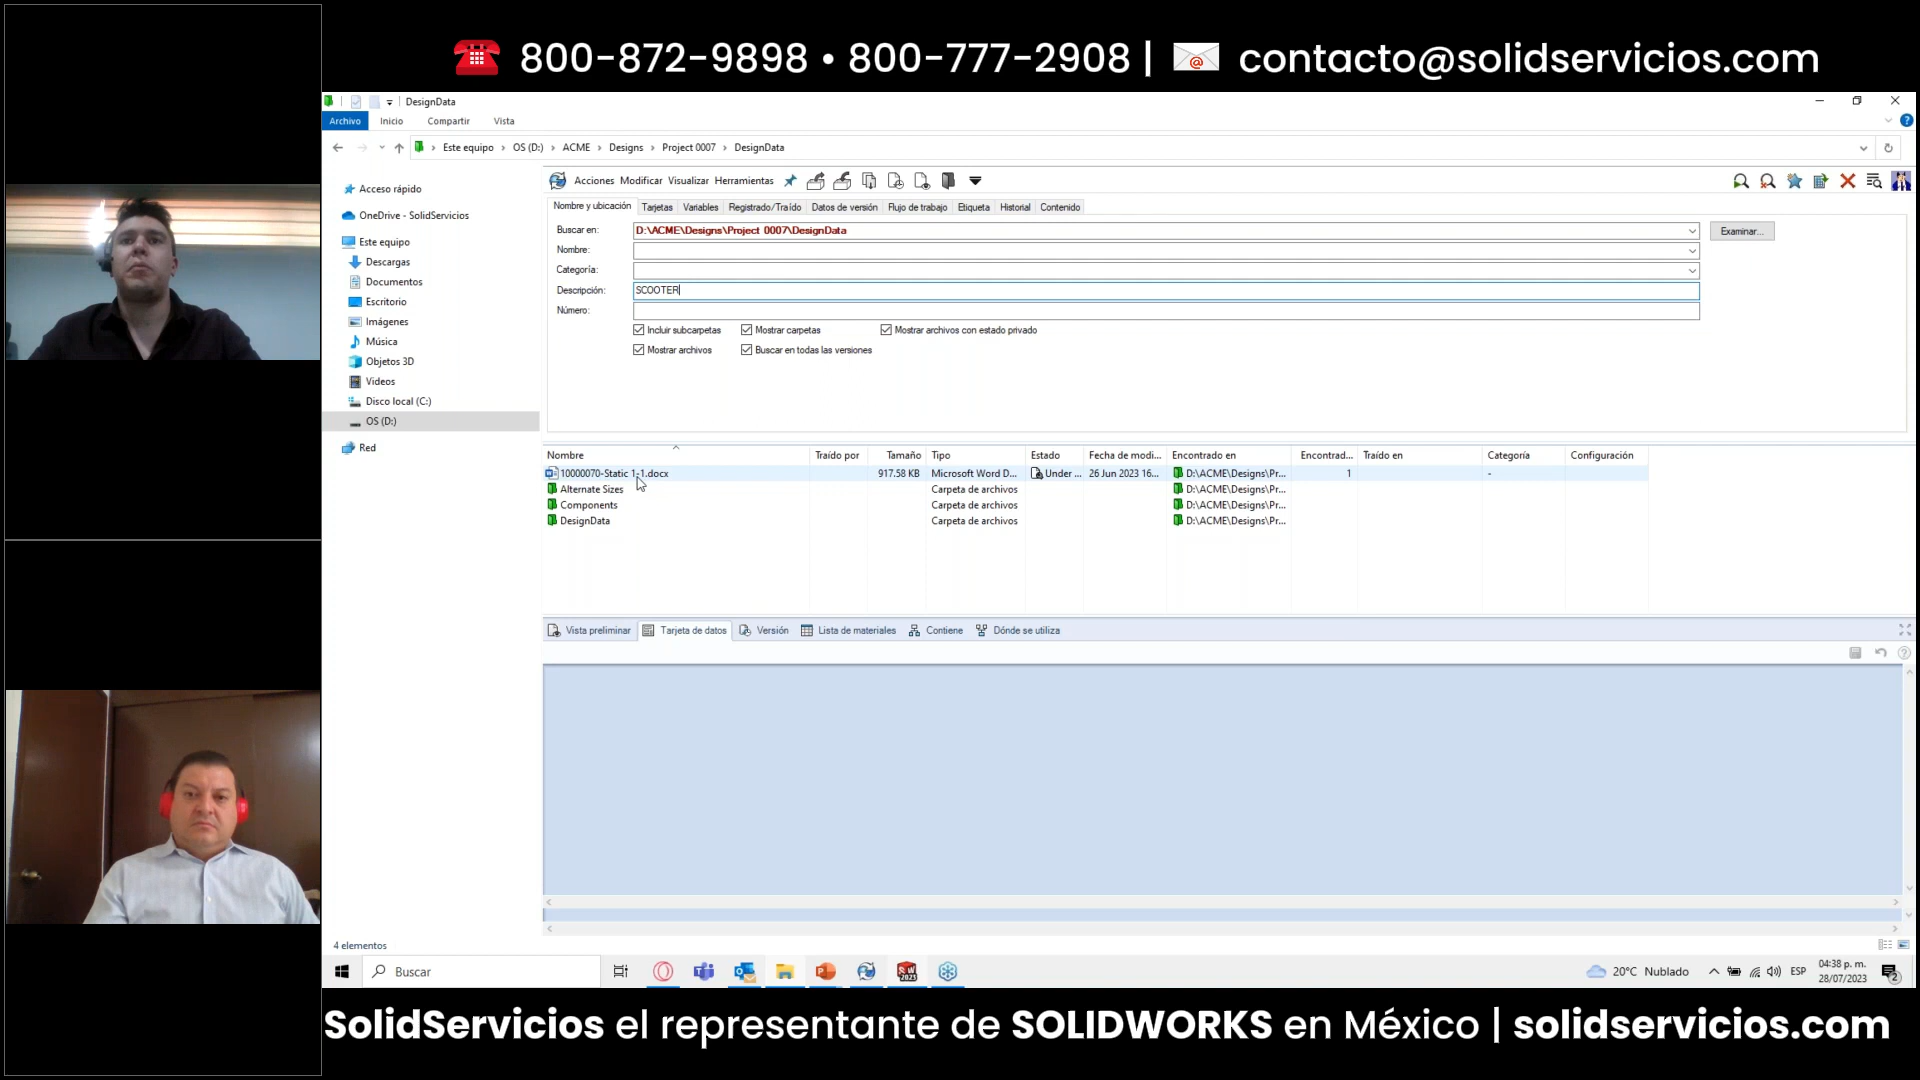 800-872-9898 • 800-777-2908 | contacto@solidservicios.com
DesignData
Archivo Inicio Compartir Vista
Este equipo > OS (D:) > ACME > Designs > Project 0007 > DesignData
Acceso rápido
OneDrive - SolidServicios
Este equipo
Descargas
Documentos
Escritorio
Imágenes
Música
Objetos 3D
Videos
Disco local (C:)
OS (D:)
Red
Acciones Modificar Visualizar Herramientas
Nombre y ubicación Tarjetas Variables Registrado/Traído Datos de versión Flujo de trabajo Etiqueta Historial Contenido
Buscar en: D:\ACME\Designs\Project 0007\DesignData Examinar...
Nombre:
Categoría:
Descripción: SCOOTER
Número:
Incluir subcarpetas Mostrar carpetas Mostrar archivos con estado privado
Mostrar archivos Buscar en todas las versiones
Nombre Traído por Tamaño Tipo Estado Fecha de modi... Encontrado en Encontrad... Traído en Categoría Configuración
10000070-Static 1-1.docx 917.58 KB Microsoft Word D... Under ... 26 Jun 2023 16... D:\ACME\Designs\Pr... 1 -
Alternate Sizes Carpeta de archivos D:\ACME\Designs\Pr...
Components Carpeta de archivos D:\ACME\Designs\Pr...
DesignData Carpeta de archivos D:\ACME\Designs\Pr...
Vista preliminar Tarjeta de datos Versión Lista de materiales Contiene Dónde se utiliza
4 elementos
Buscar
20°C Nublado ESP 04:38 p. m.
28/07/2023
2
SolidServicios el representante de SOLIDWORKS en México | solidservicios.com